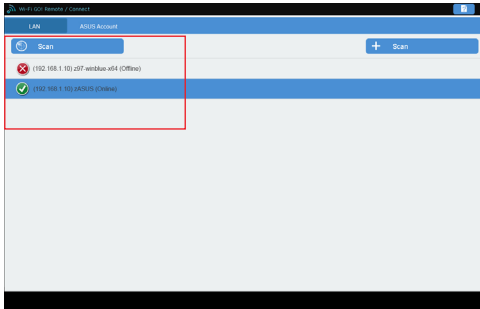 Wi-Fi GO! Remote / Connect
LAN ASUS Account
Scan Scan
(192.168.1.10) z97-winblue-x64 (Offline)
(192.168.1.10) zASUS (Online)